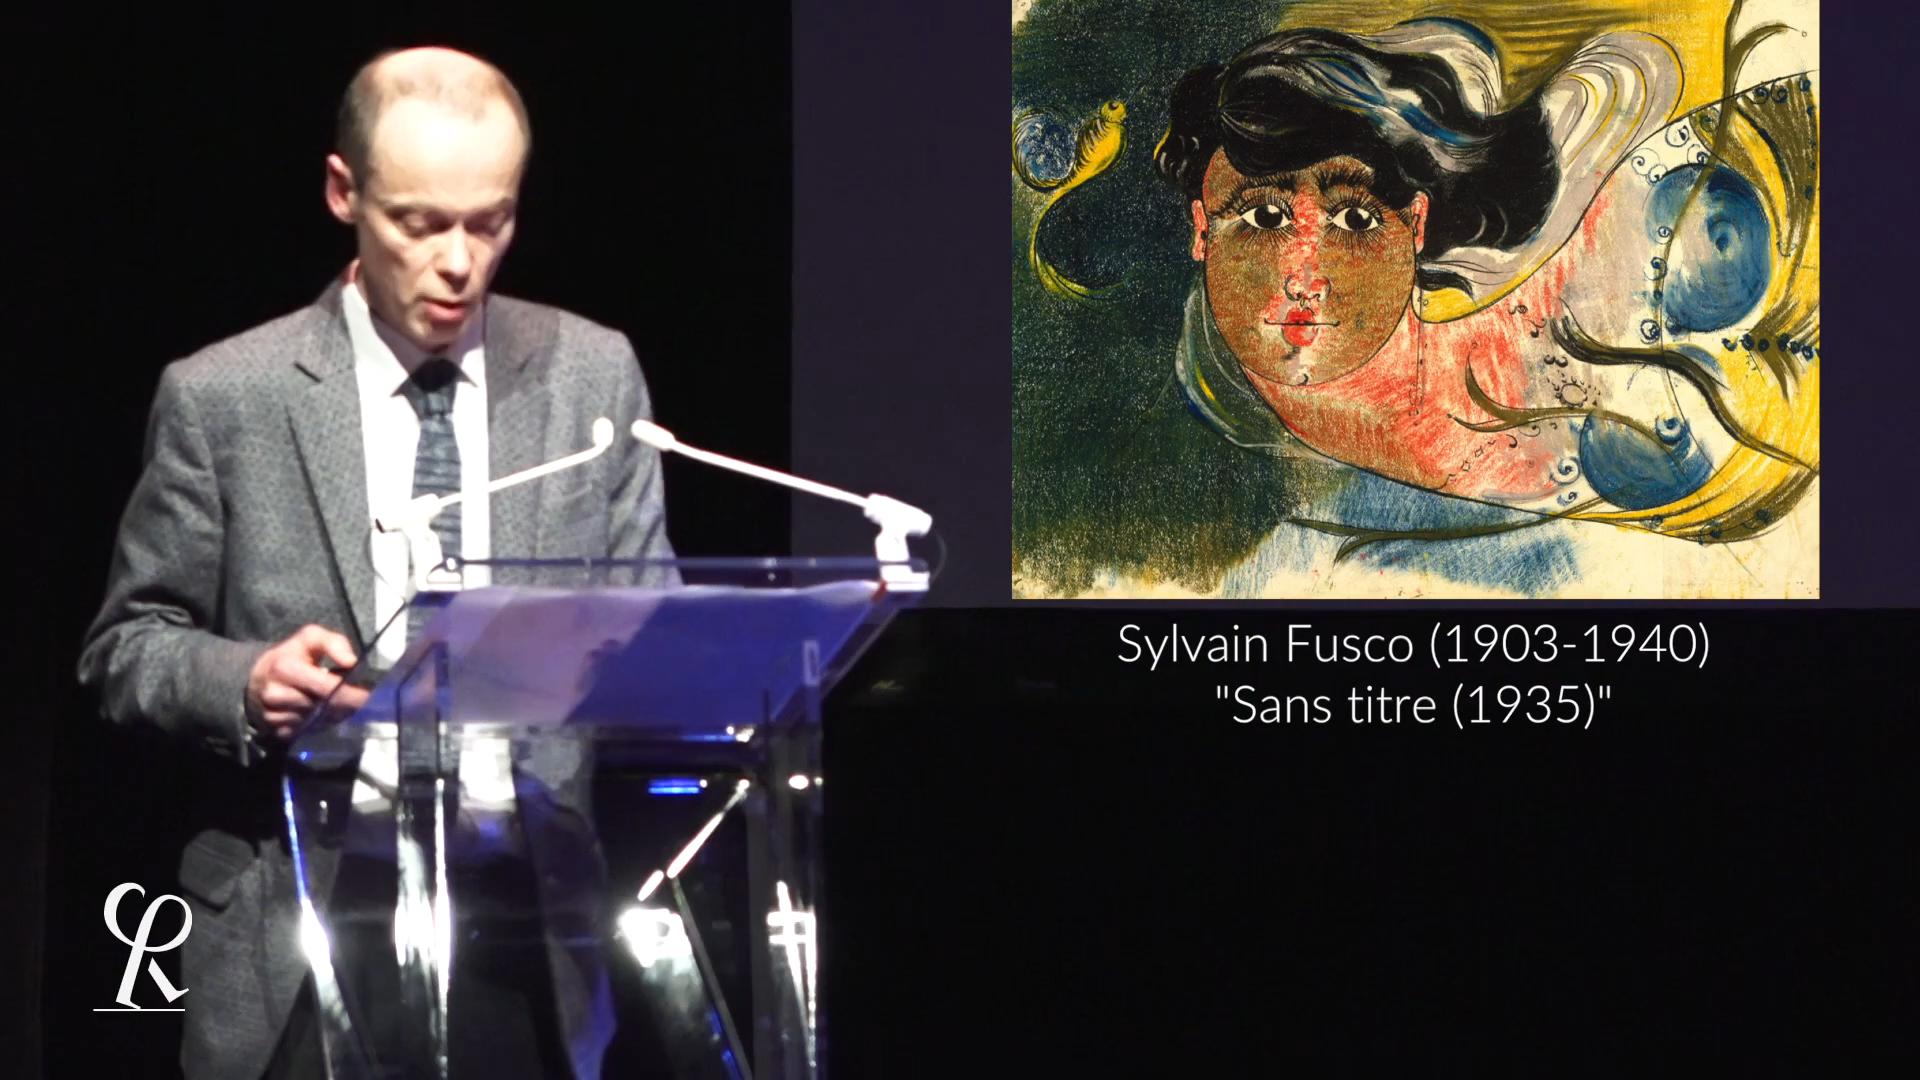 Sylvain Fusco (1903-1940)
"Sans titre (1935)"